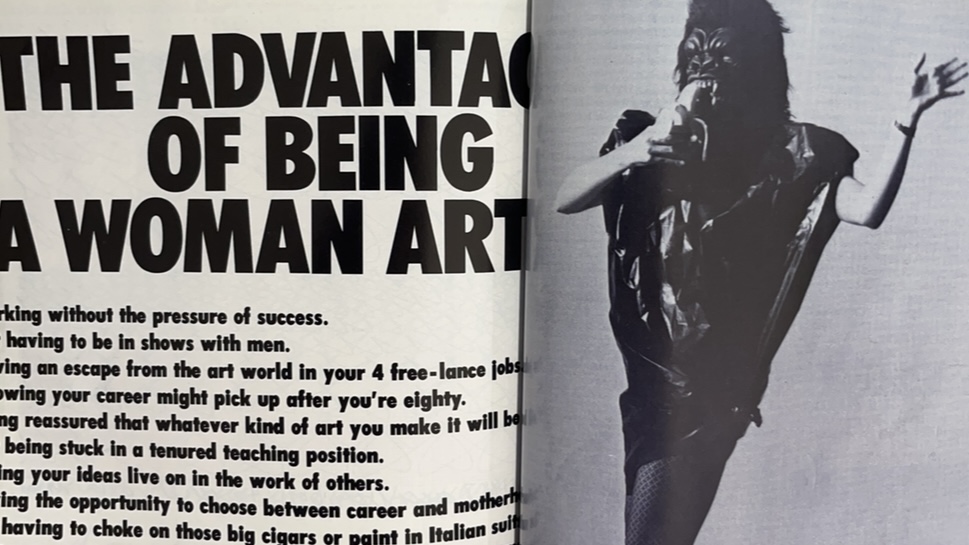 THE ADVANTAG
OF BEING
A WOMAN ART
rking without the pressure of success.
having to be in shows with men.
ving an escape from the art world in your 4 free-lance jobs.
owing your career might pick up after you're eighty.
ng reassured that whatever kind of art you make it will be
being stuck in a tenured teaching position.
ing your ideas live on in the work of others.
ing the opportunity to choose between career and motherh
having to choke on those big cigars or paint in Italian suit